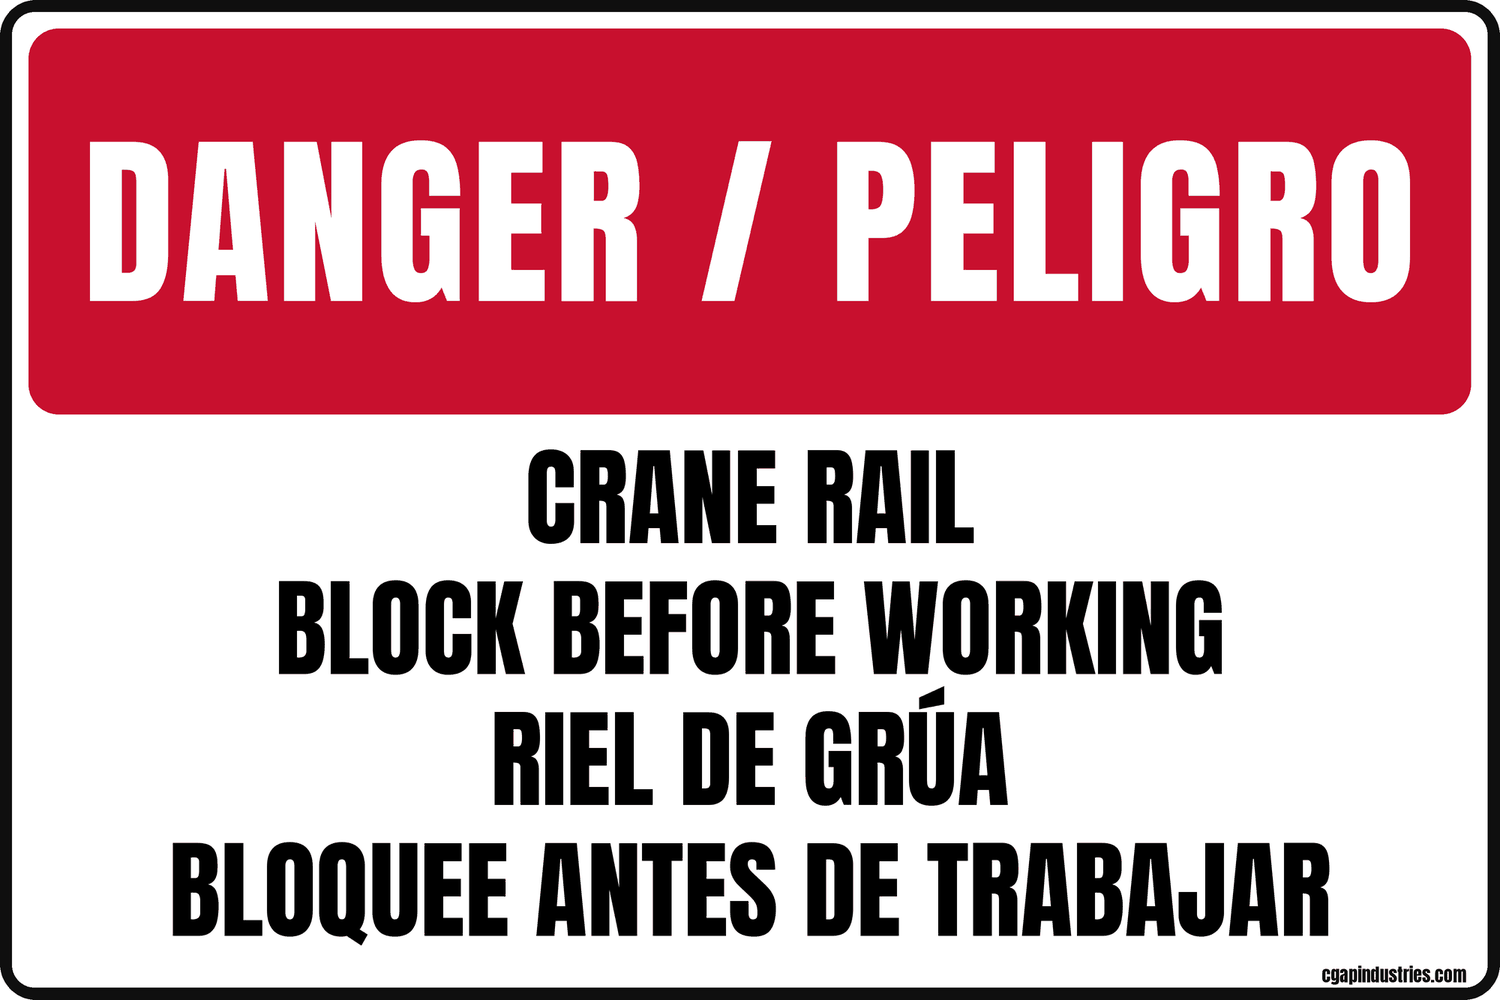 DANGER / PELIGRO
CRANE RAIL
BLOCK BEFORE WORKING
RIEL DE GRÚA
BLOQUEE ANTES DE TRABAJAR
cgapindustries.com